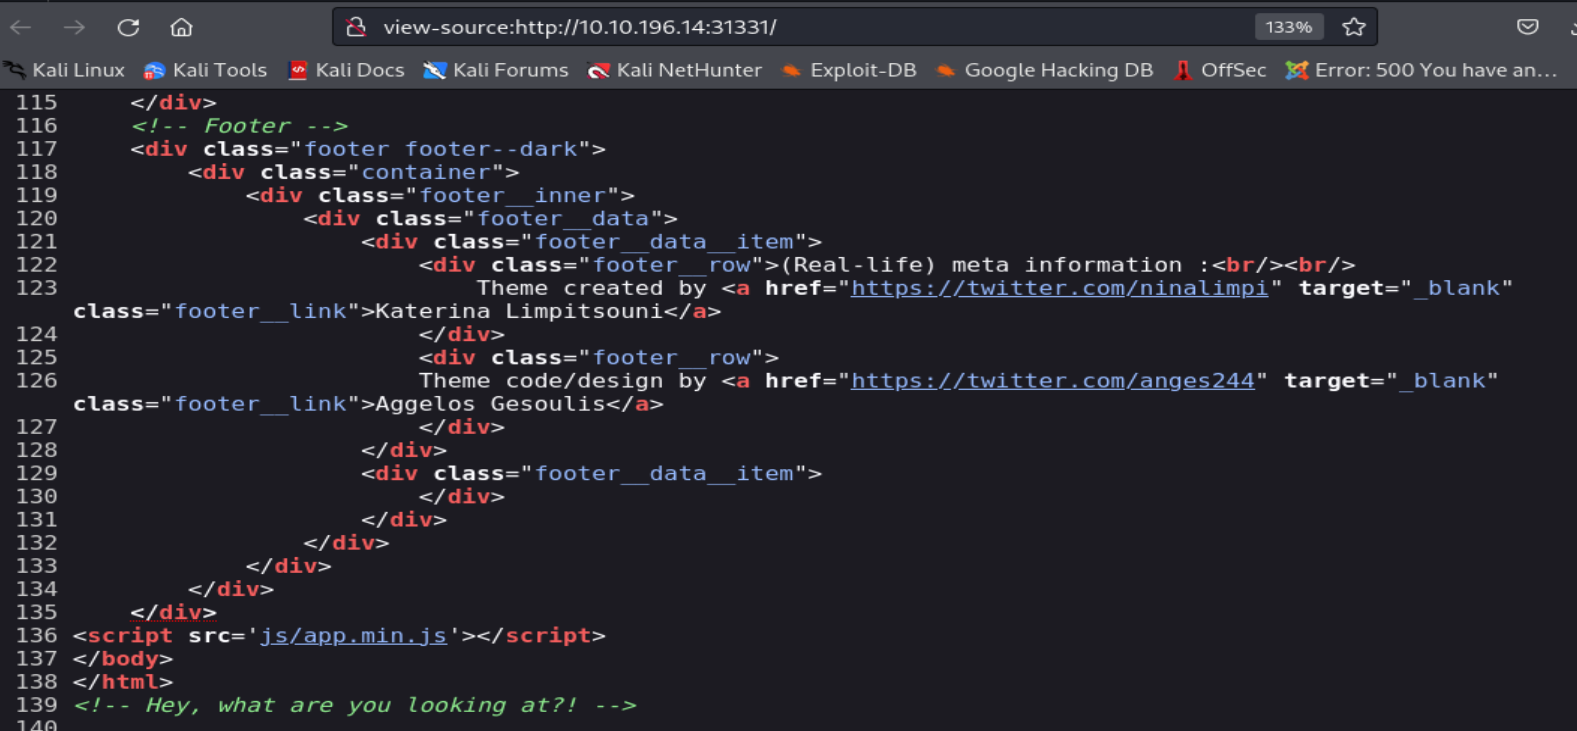 view-source:http://10.10.196.14:31331/ 133%
Kali Linux Kali Tools Kali Docs Kali Forums Kali NetHunter Exploit-DB Google Hacking DB OffSec Error: 500 You have an...
115 </div>
116 <!-- Footer -->
117 <div class="footer footer--dark">
118 <div class="container">
119 <div class="footer__inner">
120 <div class="footer__data">
121 <div class="footer__data__item">
122 <div class="footer__row">(Real-life) meta information :<br/><br/>
123 Theme created by <a href="https://twitter.com/ninalimpi" target="_blank"
class="footer__link">Katerina Limpitsouni</a>
124 </div>
125 <div class="footer__row">
126 Theme code/design by <a href="https://twitter.com/anges244" target="_blank"
class="footer__link">Aggelos Gesoulis</a>
127 </div>
128 </div>
129 <div class="footer__data__item">
130 </div>
131 </div>
132 </div>
133 </div>
134 </div>
135 </div>
136 <script src='js/app.min.js'></script>
137 </body>
138 </html>
139 <!-- Hey, what are you looking at?! -->
140